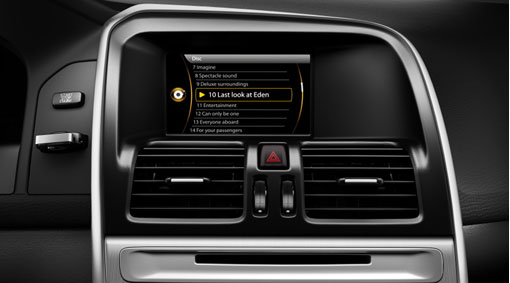 Disc
7 Imagine
8 Spectacle sound
9 Deluxe surroundings
10 Last look at Eden
11 Entertainment
12 Can only be one
13 Everyone aboard
14 For your passengers